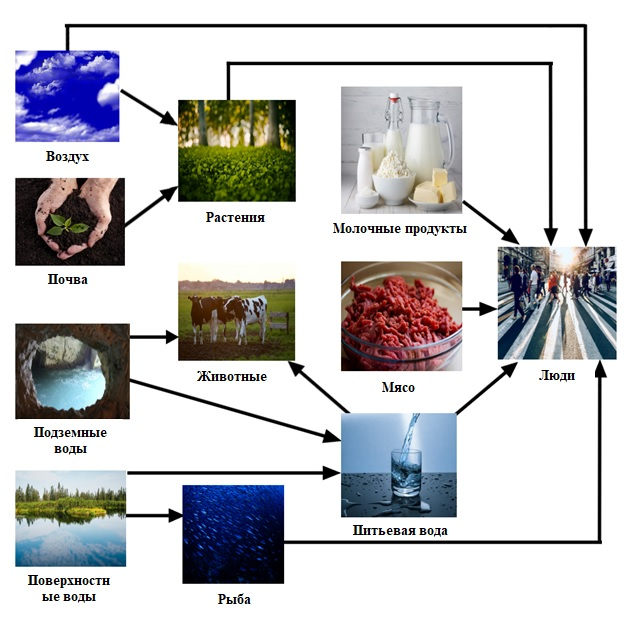 Воздух
Растения
Молочные продукты
Почва
Животные
Мясо
Люди
Подземные
воды
Питьевая вода
Поверхностн
ые воды
Рыба